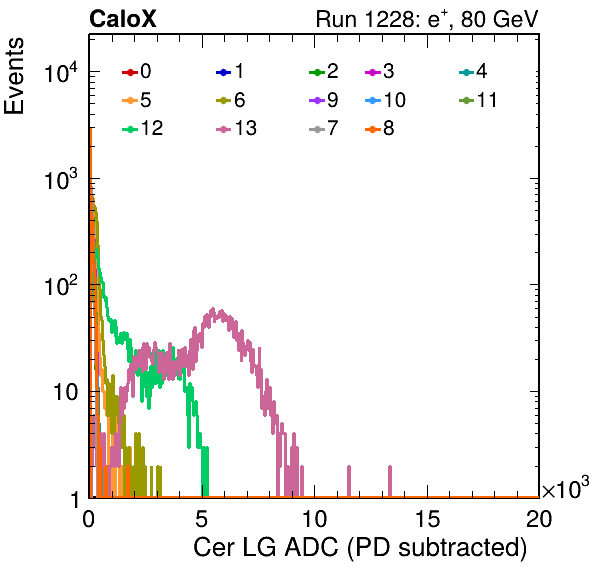 CaloX Run 1228: e⁺, 80 GeV
Events
0 1 2 3 4
5 6 9 10 11
12 13 7 8
10⁴
10³
10²
10
1
0 5 10 15 20
×10³
Cer LG ADC (PD subtracted)